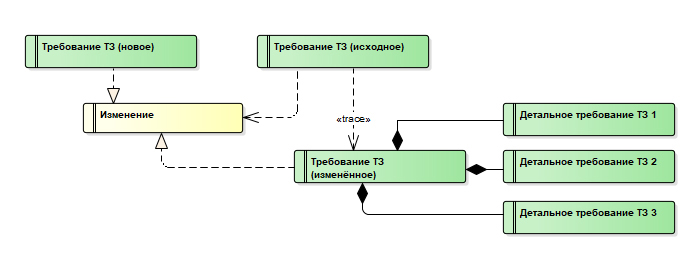 Требование ТЗ (новое)
Требование ТЗ (исходное)
Изменение
«trace»
Детальное требование ТЗ 1
Требование ТЗ
(изменённое)
Детальное требование ТЗ 2
Детальное требование ТЗ 3